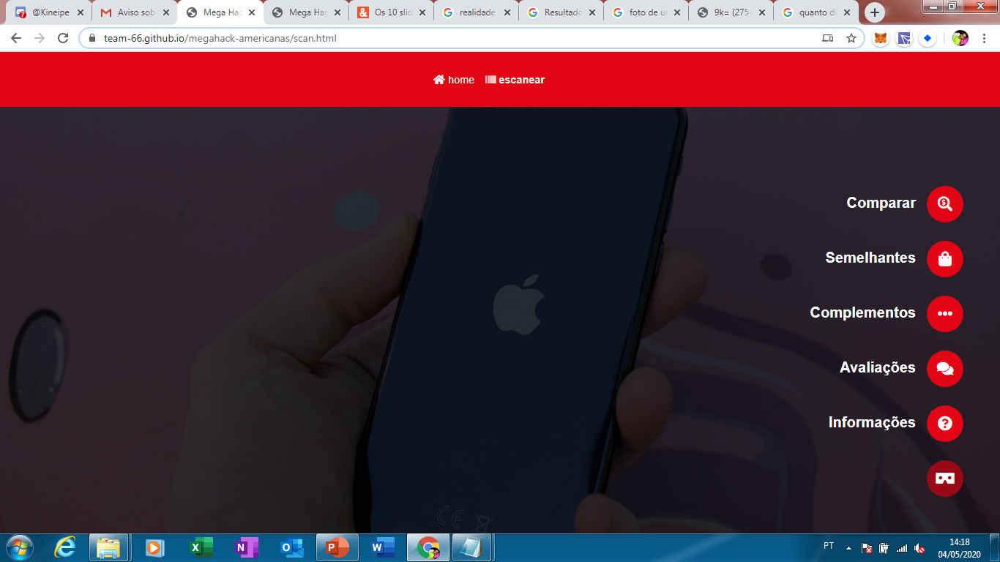 @Kineipe
Aviso sob
Mega Hac
Mega Hac
Os 10 slid
realidade
Resultado
foto de u
9k= (275×
quanto d
team-66.github.io/megahack-americanas/scan.html
home escanear
Comparar
Semelhantes
Complementos
Avaliações
Informações
PT
14:18
04/05/2020